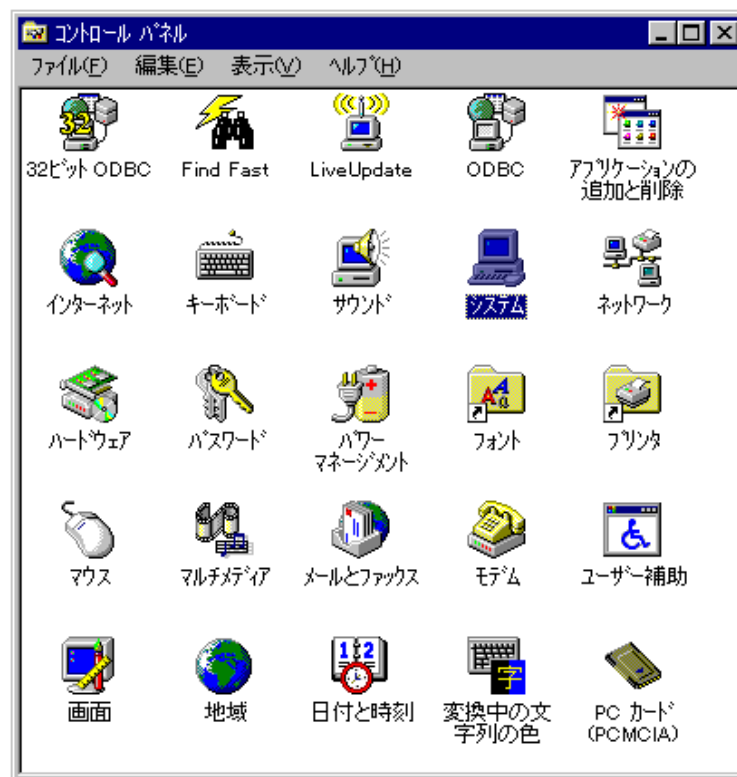 コントロール パネル
ファイル(F) 編集(E) 表示(V) ヘルプ(H)
32ビット ODBC
Find Fast
LiveUpdate
ODBC
アプリケーションの
追加と削除
インターネット
キーボード
サウンド
システム
ネットワーク
ハードウェア
パスワード
パワー
マネージメント
フォント
プリンタ
マウス
マルチメディア
メールとファックス
モデム
ユーザー補助
画面
地域
日付と時刻
変換中の文
字列の色
PC カード
(PCMCIA)